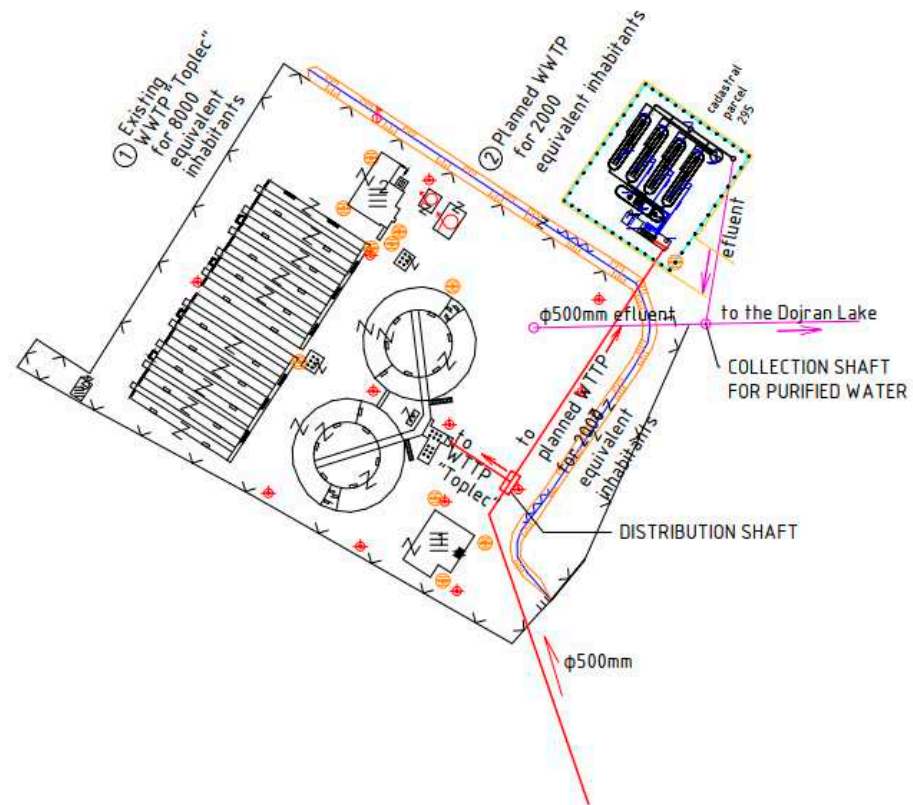 1
Existing
WWTP "Toplec"
for 8000
equivalent
inhabitants
2
Planned WWTP
for 2000
equivalent inhabitants
cadastral
parcel
295
efluent
ϕ500mm efluent
to the Dojran Lake
COLLECTION SHAFT
FOR PURIFIED WATER
to
planned WTTP
for 2000
equivalent
inhabitants
to
WTTP
"Toplec"
DISTRIBUTION SHAFT
ϕ500mm